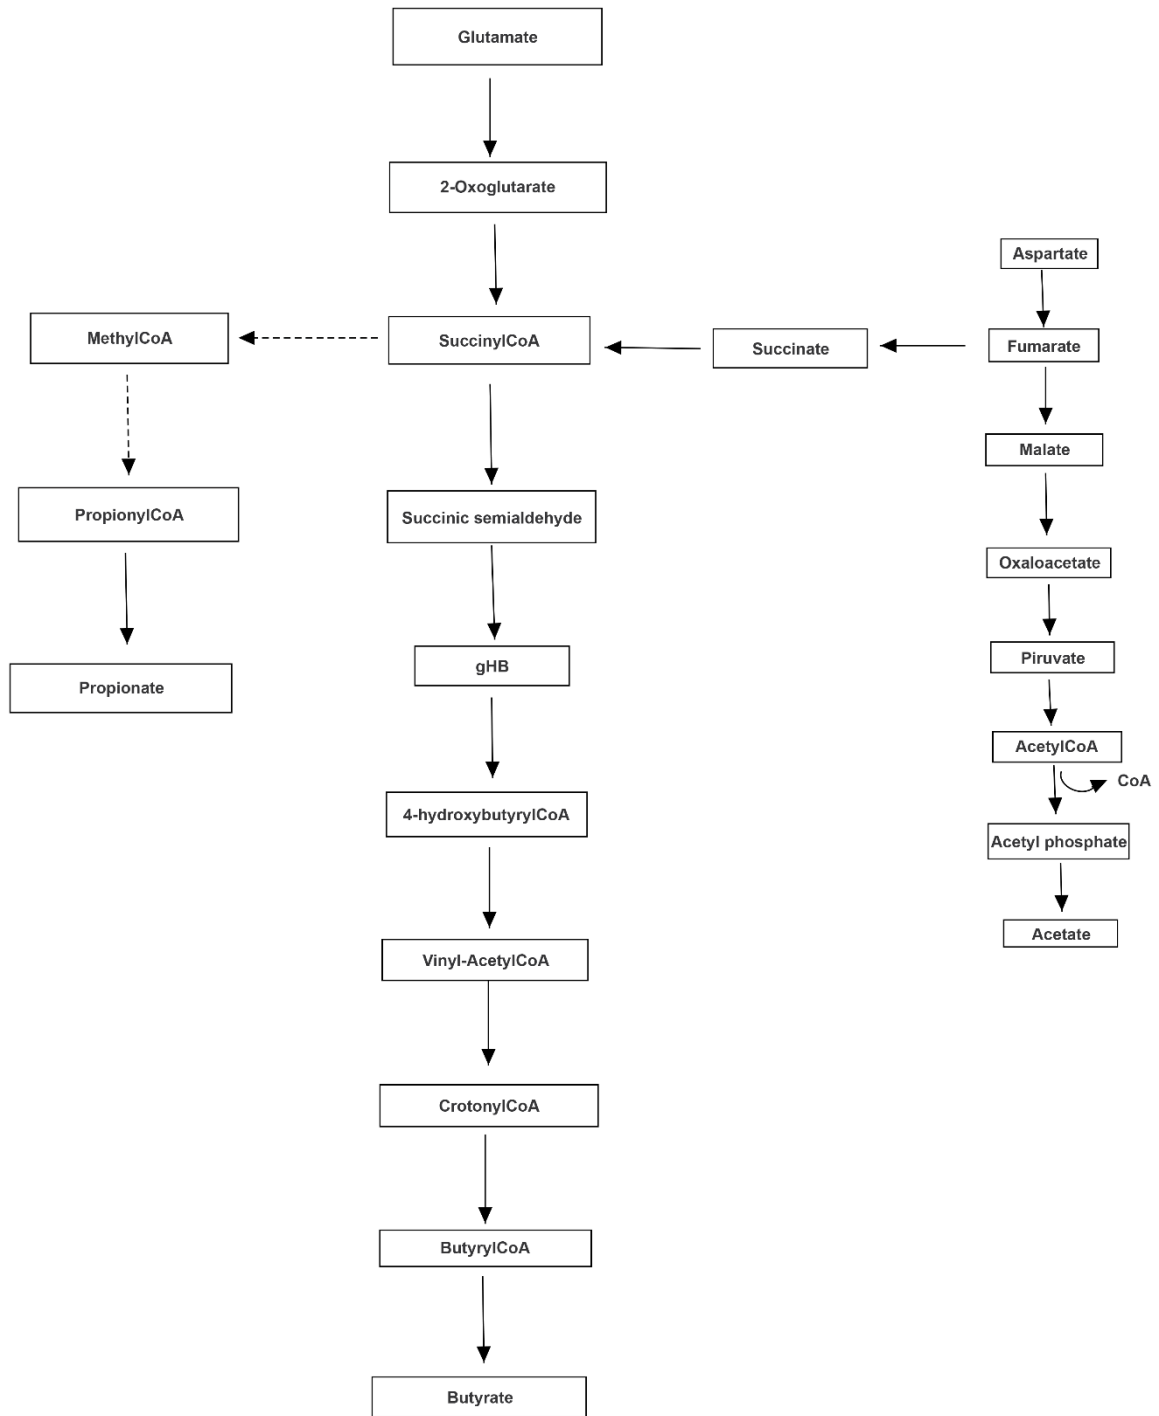 Glutamate
2-Oxoglutarate
Aspartate
MethylCoA
SuccinylCoA
Succinate
Fumarate
Malate
PropionylCoA
Succinic semialdehyde
Oxaloacetate
Propionate
gHB
Piruvate
AcetylCoA
CoA
4-hydroxybutyrylCoA
Acetyl phosphate
Vinyl-AcetylCoA
Acetate
CrotonylCoA
ButyrylCoA
Butyrate